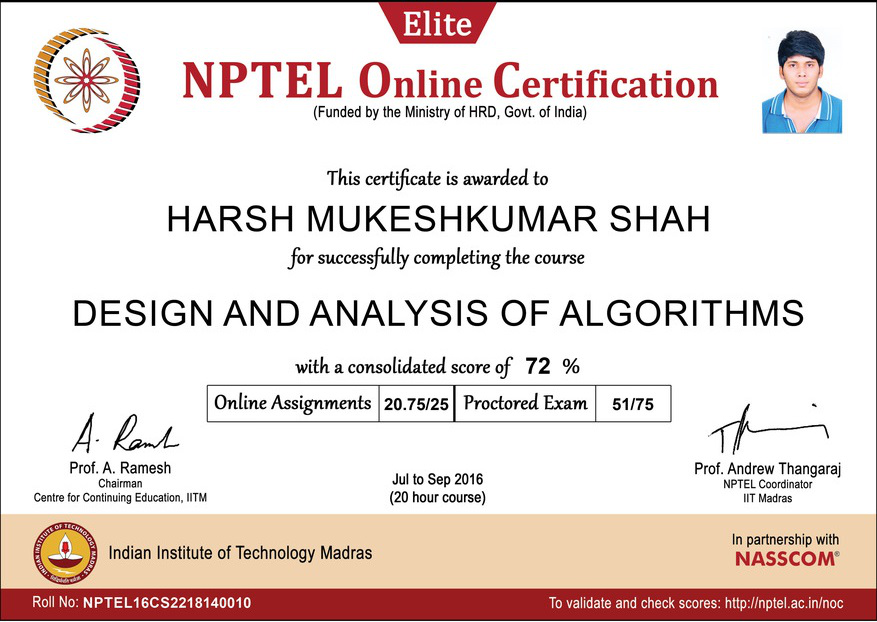 Elite
NPTEL Online Certification
(Funded by the Ministry of HRD, Govt. of India)
This certificate is awarded to
HARSH MUKESHKUMAR SHAH
for successfully completing the course
DESIGN AND ANALYSIS OF ALGORITHMS
with a consolidated score of 72 %
Online Assignments 20.75/25 Proctored Exam 51/75
A. Ramesh
Prof. A. Ramesh
Chairman
Centre for Continuing Education, IITM
Jul to Sep 2016
(20 hour course)
Prof. Andrew Thangaraj
NPTEL Coordinator
IIT Madras
INDIAN INSTITUTE OF TECHNOLOGY MADRAS
Indian Institute of Technology Madras
In partnership with
NASSCOM®
Roll No: NPTEL16CS2218140010
To validate and check scores: http://nptel.ac.in/noc